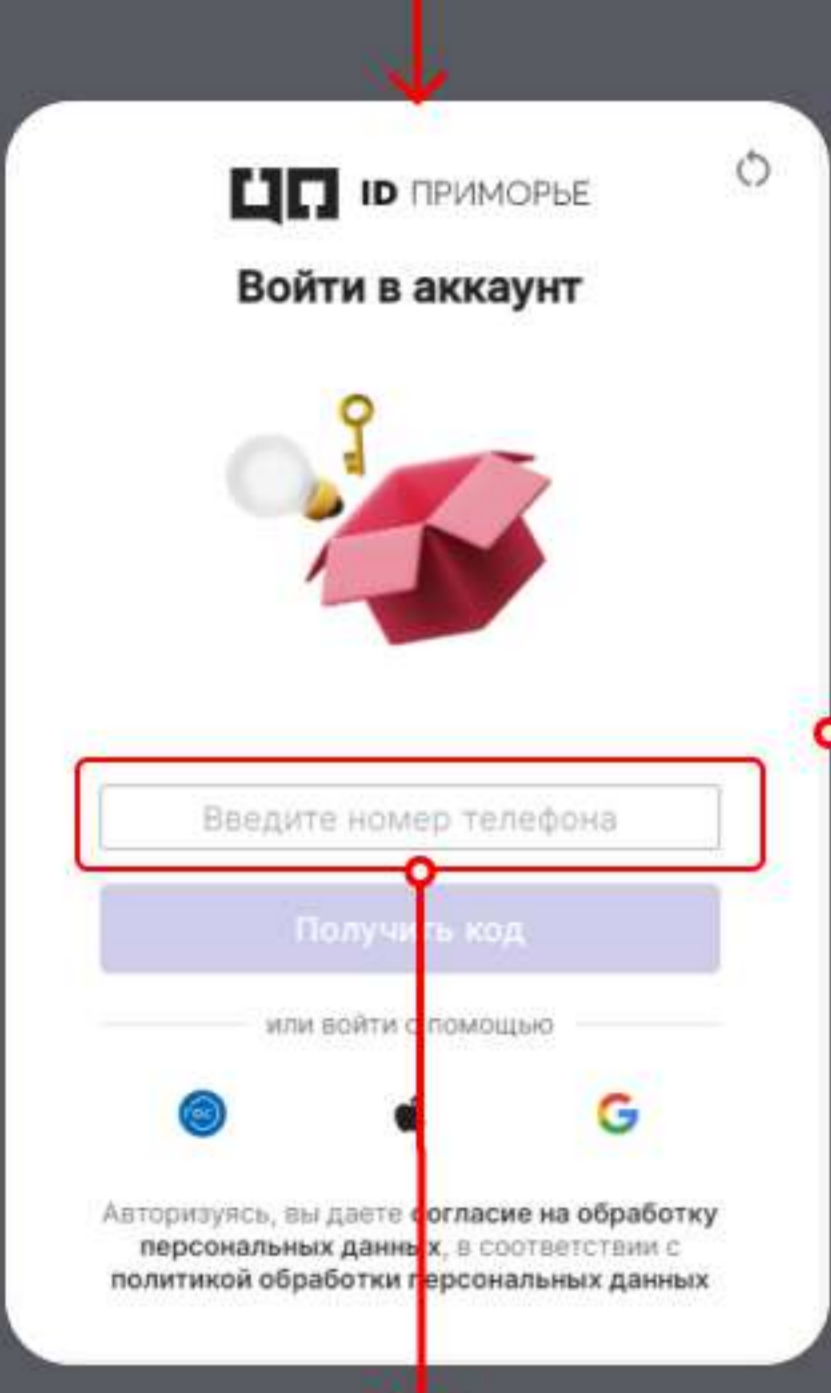 ID ПРИМОРЬЕ
Войти в аккаунт
Введите номер телефона
Получить код
или войти с помощью
гос
Авторизуясь, вы даете согласие на обработку
персональных данных, в соответствии с
политикой обработки персональных данных